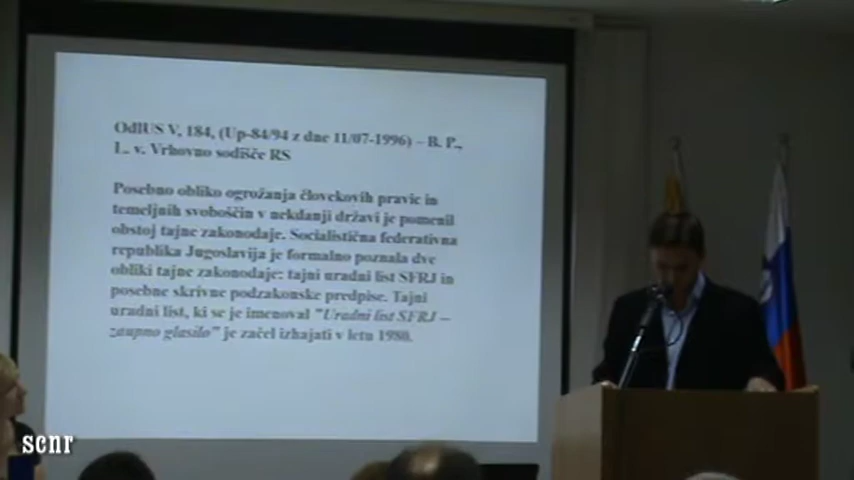 OdlUS V, 184, (Up-84/94 z dne 11/07-1996) – B. P.,
L. v. Vrhovno sodišče RS
Posebno obliko ogrožanja človekovih pravic in
temeljnih svoboščin v nekdanji državi je pomenil
obstoj tajne zakonodaje. Socialistična federativna
republika Jugoslavija je formalno poznala dve
obliki tajne zakonodaje: tajni uradni list SFRJ in
posebne skrivne podzakonske predpise. Tajni
uradni list, ki se je imenoval "Uradni list SFRJ –
zaupno glasilo" je začel izhajati v letu 1980.
scnr